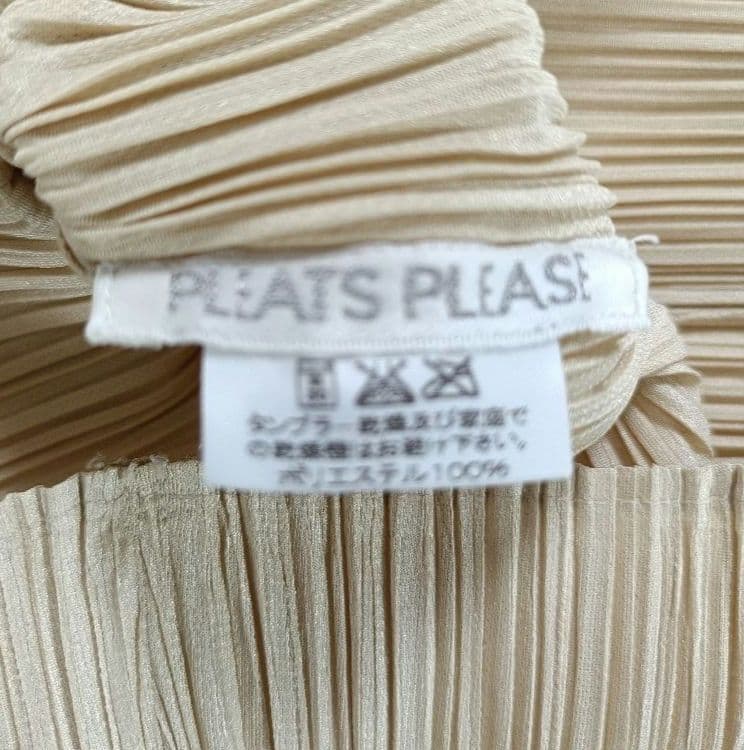 PLEATS PLEASE
タンブラー乾燥及び家庭で
の乾燥機はお避け下さい。
ポリエステル100%